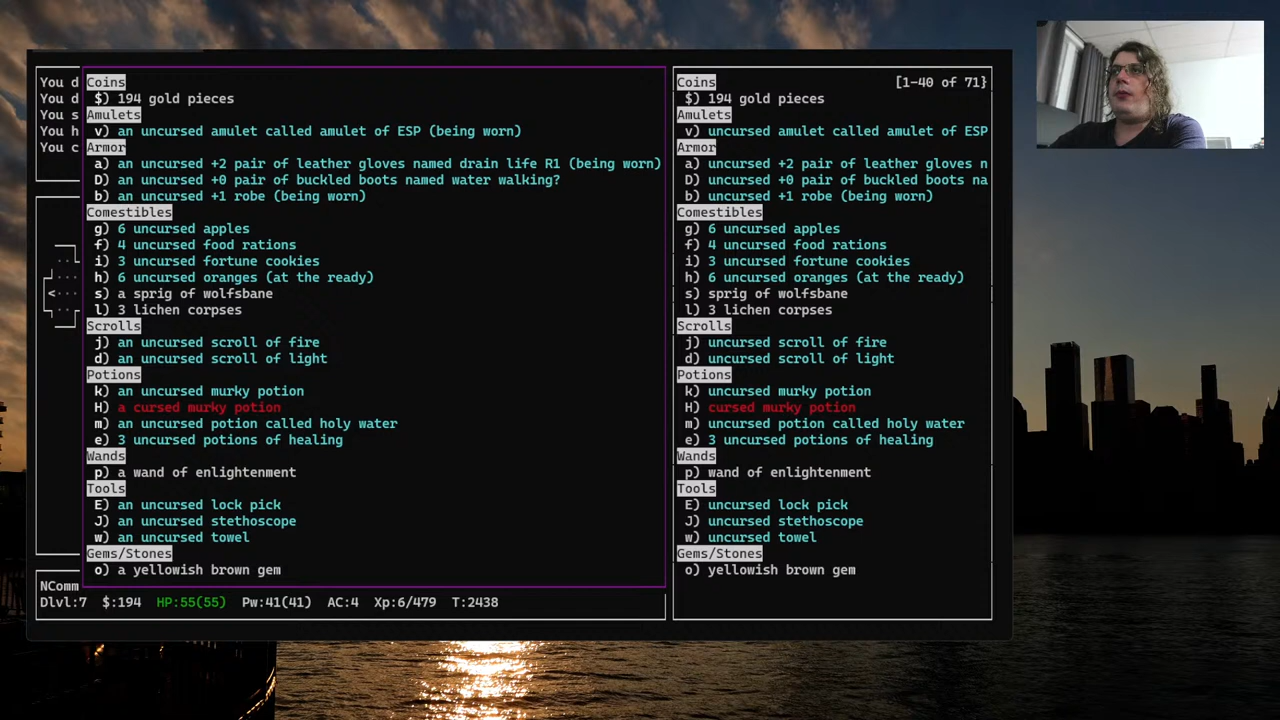 You d
You d
You s
You h
You c
Coins
$) 194 gold pieces
Amulets
v) an uncursed amulet called amulet of ESP (being worn)
Armor
a) an uncursed +2 pair of leather gloves named drain life R1 (being worn)
D) an uncursed +0 pair of buckled boots named water walking?
b) an uncursed +1 robe (being worn)
Comestibles
g) 6 uncursed apples
f) 4 uncursed food rations
i) 3 uncursed fortune cookies
h) 6 uncursed oranges (at the ready)
s) a sprig of wolfsbane
l) 3 lichen corpses
Scrolls
j) an uncursed scroll of fire
d) an uncursed scroll of light
Potions
k) an uncursed murky potion
H) a cursed murky potion
m) an uncursed potion called holy water
e) 3 uncursed potions of healing
Wands
p) a wand of enlightenment
Tools
E) an uncursed lock pick
J) an uncursed stethoscope
w) an uncursed towel
Gems/Stones
o) a yellowish brown gem
NComm
Dlvl:7 $:194 HP:55(55) Pw:41(41) AC:4 Xp:6/479 T:2438
Coins [1-40 of 71}
$) 194 gold pieces
Amulets
v) uncursed amulet called amulet of ESP
Armor
a) uncursed +2 pair of leather gloves n
D) uncursed +0 pair of buckled boots na
b) uncursed +1 robe (being worn)
Comestibles
g) 6 uncursed apples
f) 4 uncursed food rations
i) 3 uncursed fortune cookies
h) 6 uncursed oranges (at the ready)
s) sprig of wolfsbane
l) 3 lichen corpses
Scrolls
j) uncursed scroll of fire
d) uncursed scroll of light
Potions
k) uncursed murky potion
H) cursed murky potion
m) uncursed potion called holy water
e) 3 uncursed potions of healing
Wands
p) wand of enlightenment
Tools
E) uncursed lock pick
J) uncursed stethoscope
w) uncursed towel
Gems/Stones
o) yellowish brown gem